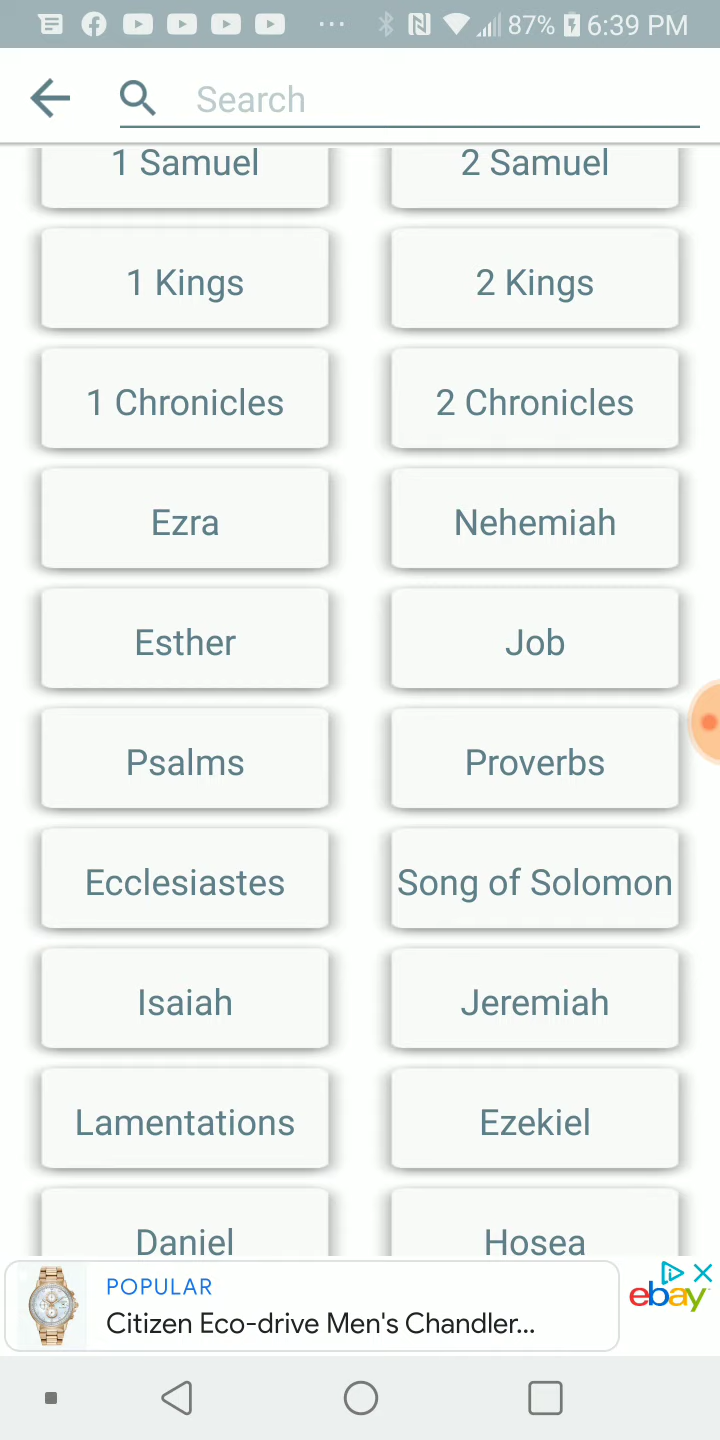 87% 6:39 PM
Search
1 Samuel 2 Samuel
1 Kings 2 Kings
1 Chronicles 2 Chronicles
Ezra Nehemiah
Esther Job
Psalms Proverbs
Ecclesiastes Song of Solomon
Isaiah Jeremiah
Lamentations Ezekiel
Daniel Hosea
POPULAR
Citizen Eco-drive Men's Chandler...
ebay